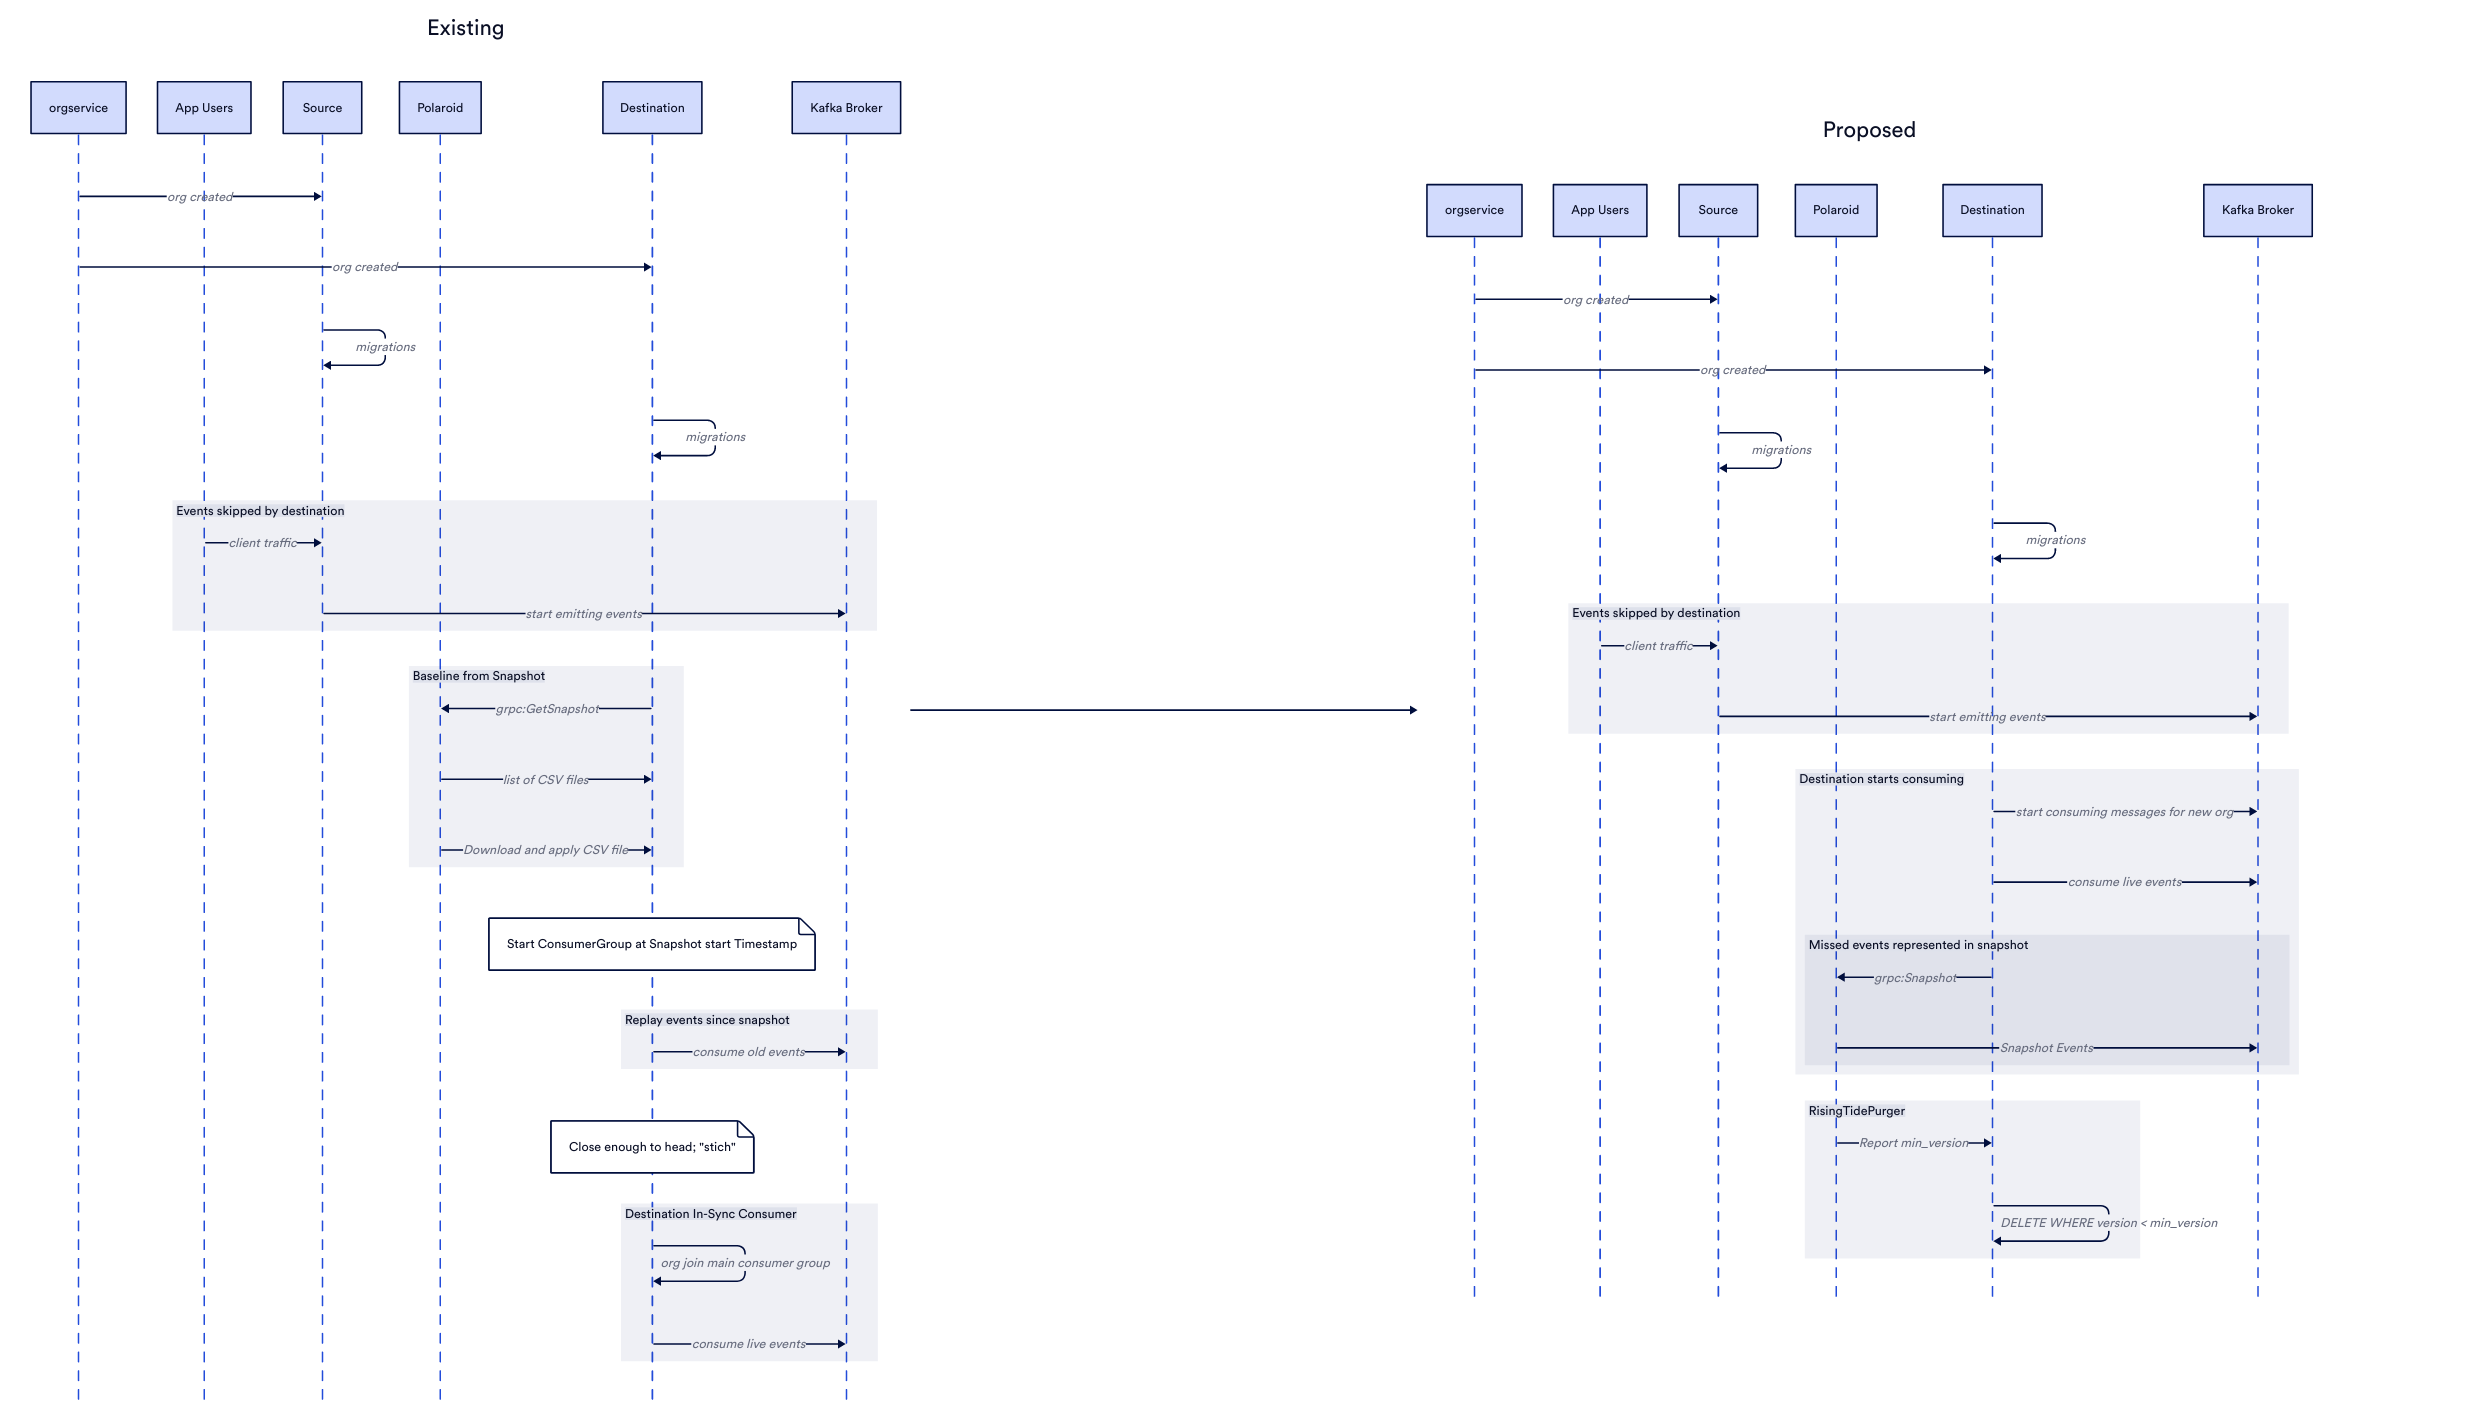 Existing
orgservice
App Users
Source
Polaroid
Destination
Kafka Broker
org created
org created
migrations
migrations
Events skipped by destination
client traffic
start emitting events
Baseline from Snapshot
grpc:GetSnapshot
list of CSV files
Download and apply CSV file
Start ConsumerGroup at Snapshot start Timestamp
Replay events since snapshot
consume old events
Close enough to head; "stich"
Destination In-Sync Consumer
org join main consumer group
consume live events
Proposed
orgservice
App Users
Source
Polaroid
Destination
Kafka Broker
org created
org created
migrations
migrations
Events skipped by destination
client traffic
start emitting events
Destination starts consuming
start consuming messages for new org
consume live events
Missed events represented in snapshot
grpc:Snapshot
Snapshot Events
RisingTidePurger
Report min_version
DELETE WHERE version < min_version